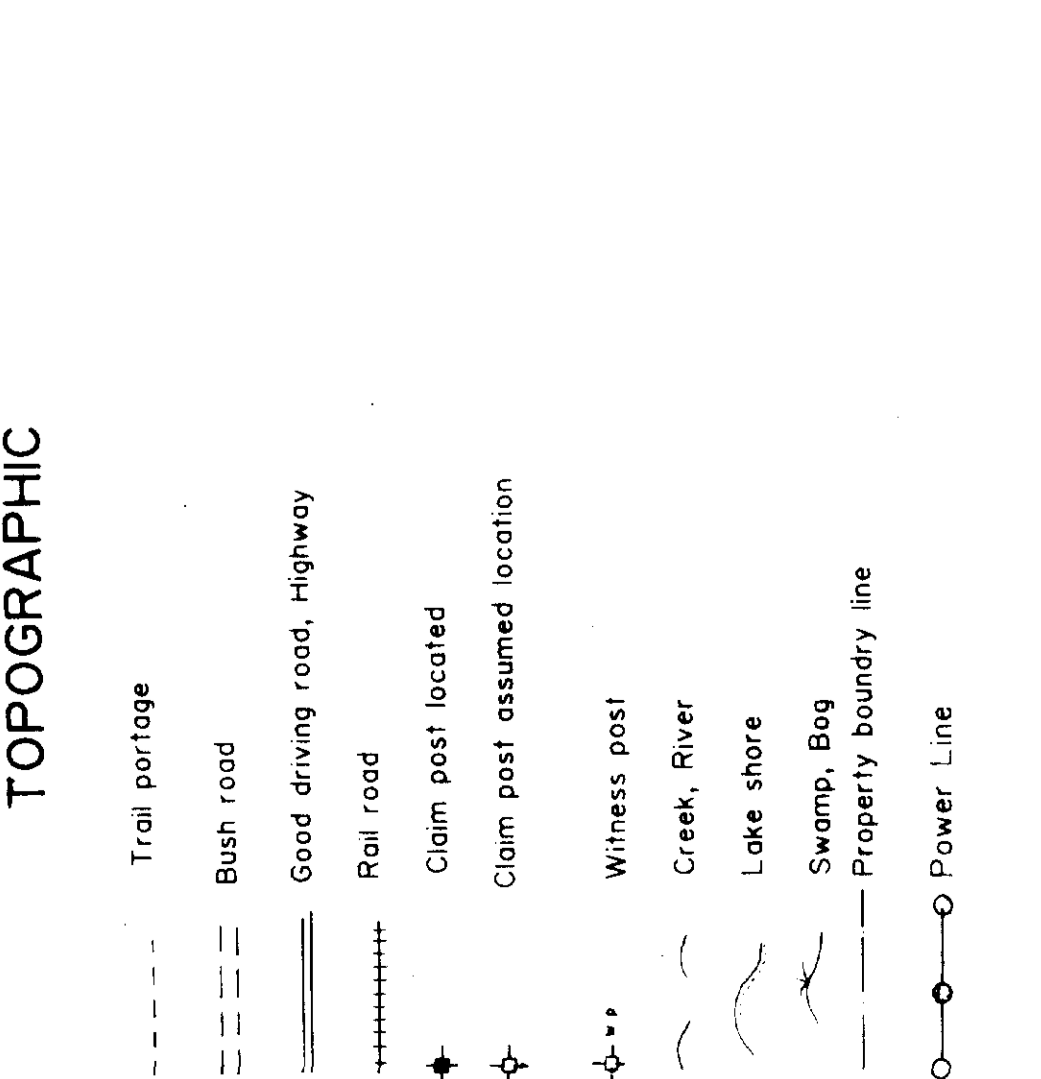 TOPOGRAPHIC
Trail portage
Bush road
Good driving road, Highway
Rail road
Claim post located
Claim post assumed location
wp Witness post
Creek, River
Lake shore
Swamp, Bog
Property boundry line
Power Line